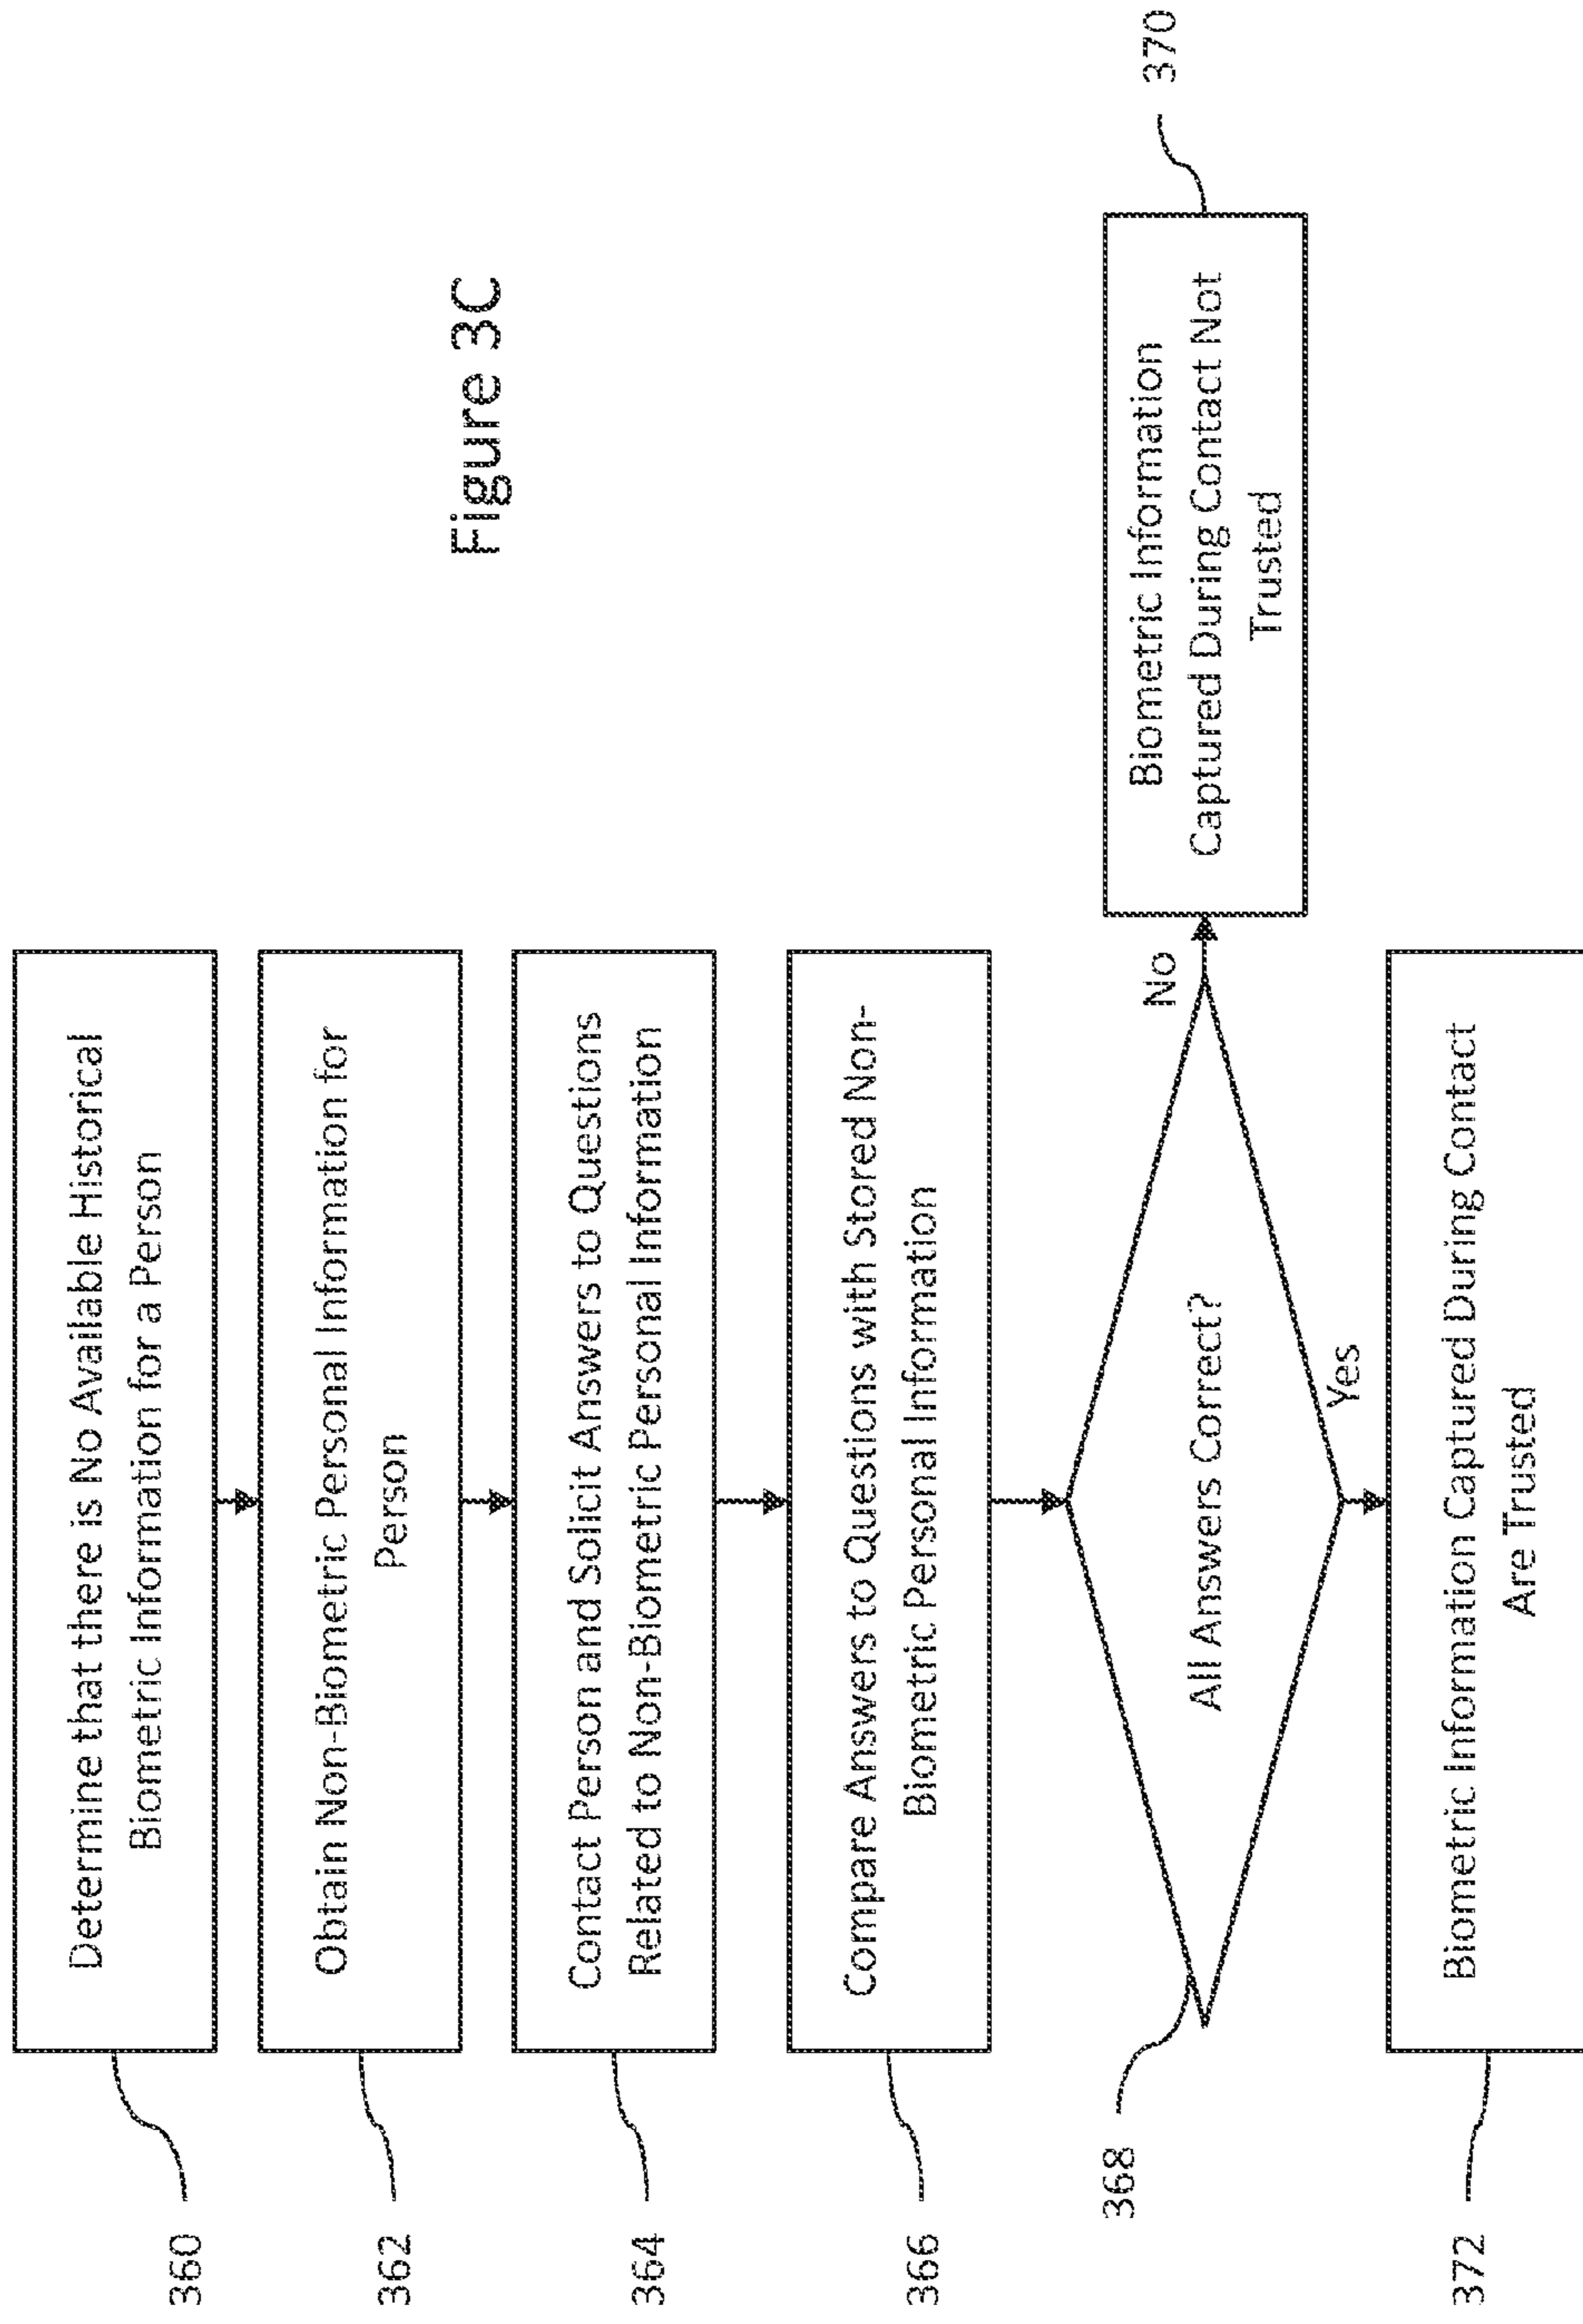 360
Determine that there is No Available Historical
Biometric Information for a Person
362
Obtain Non-Biometric Personal Information for
Person
364
Contact Person and Solicit Answers to Questions
Related to Non-Biometric Personal Information
366
Compare Answers to Questions with Stored Non-
Biometric Personal Information
368
All Answers Correct?
No
Yes
Biometric Information
Captured During Contact Not
Trusted
370
372
Biometric Information Captured During Contact
Are Trusted
Figure 3C